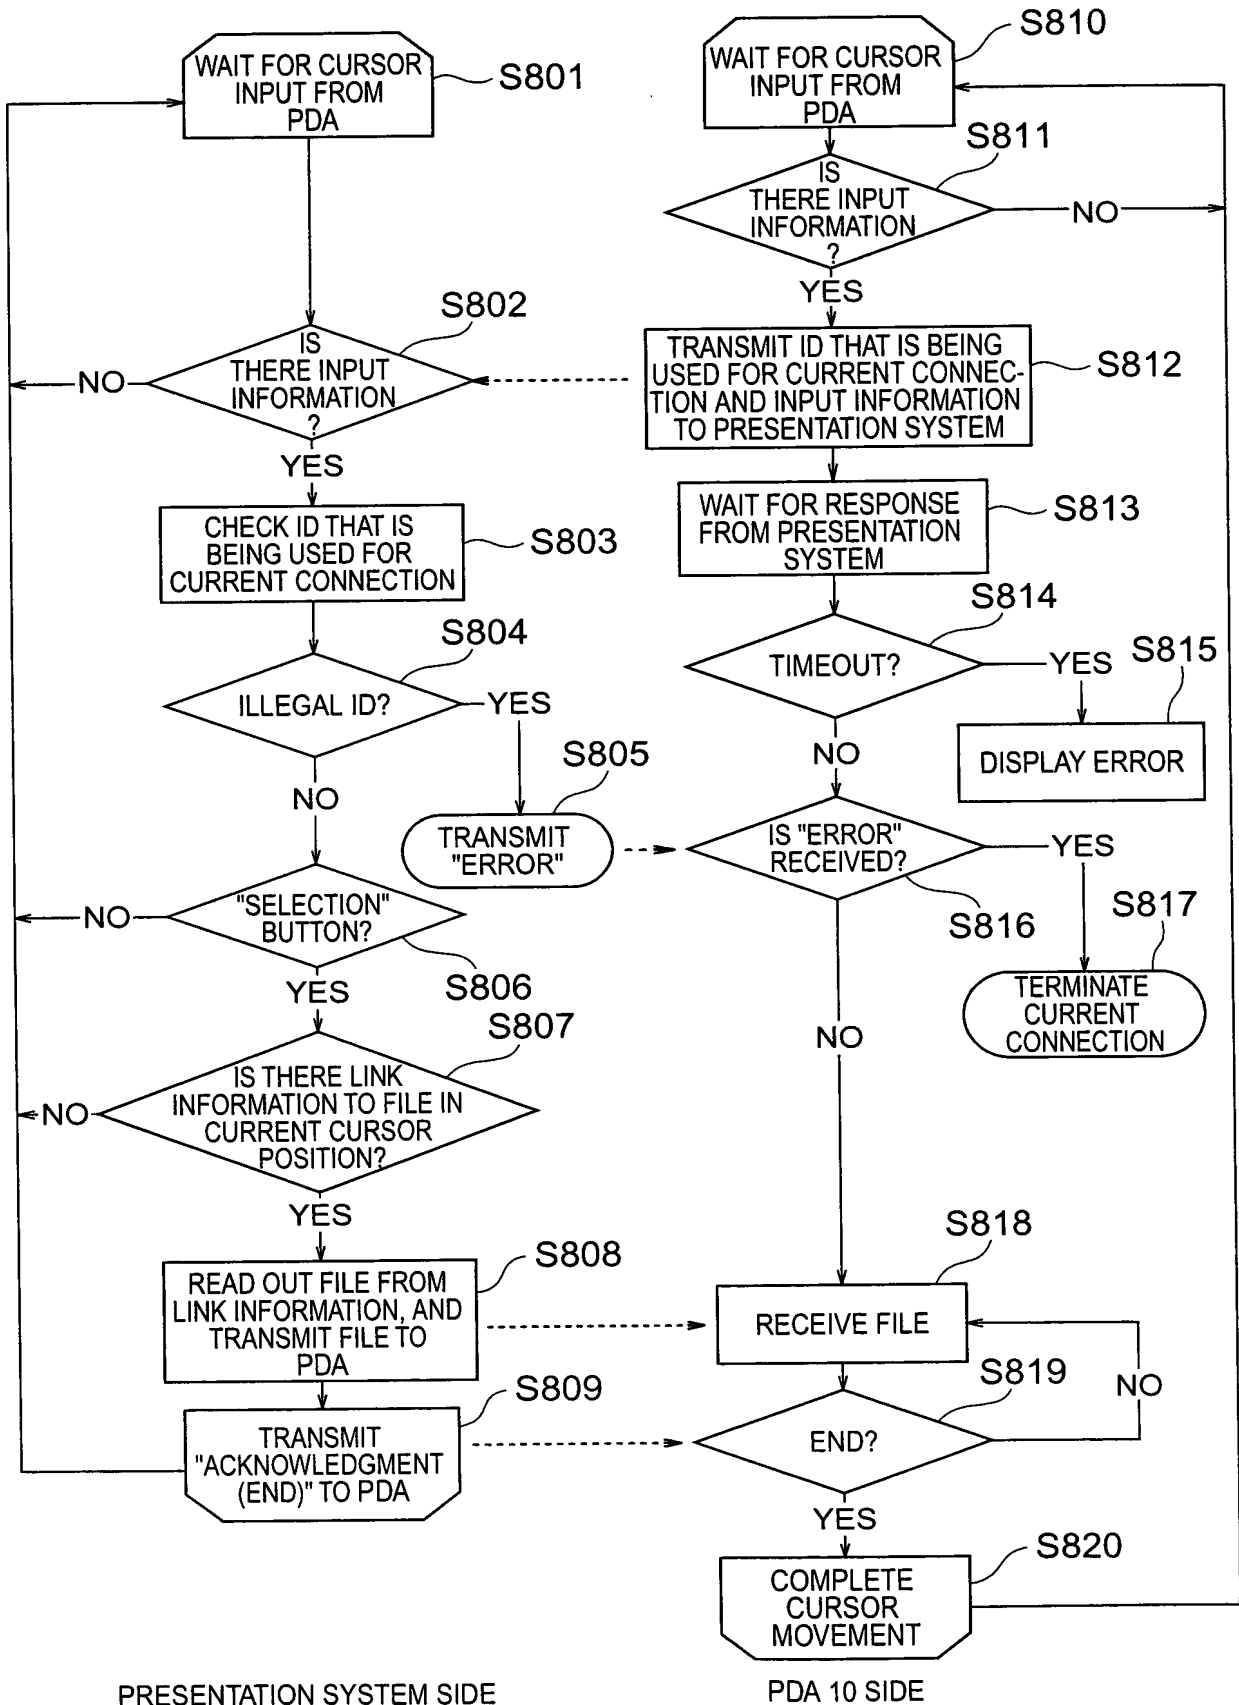 WAIT FOR CURSOR
INPUT FROM
PDA
S801
IS
THERE INPUT
INFORMATION
?
S802
NO
YES
CHECK ID THAT IS
BEING USED FOR
CURRENT CONNECTION
S803
ILLEGAL ID?
S804
YES
NO
TRANSMIT
"ERROR"
S805
"SELECTION"
BUTTON?
S806
NO
YES
IS THERE LINK
INFORMATION TO FILE IN
CURRENT CURSOR
POSITION?
S807
NO
YES
READ OUT FILE FROM
LINK INFORMATION, AND
TRANSMIT FILE TO
PDA
S808
TRANSMIT
"ACKNOWLEDGMENT
(END)" TO PDA
S809
PRESENTATION SYSTEM SIDE
WAIT FOR CURSOR
INPUT FROM
PDA
S810
IS
THERE INPUT
INFORMATION
?
S811
NO
YES
TRANSMIT ID THAT IS BEING
USED FOR CURRENT CONNEC-
TION AND INPUT INFORMATION
TO PRESENTATION SYSTEM
S812
WAIT FOR RESPONSE
FROM PRESENTATION
SYSTEM
S813
TIMEOUT?
S814
YES
NO
DISPLAY ERROR
S815
IS "ERROR"
RECEIVED?
S816
YES
NO
TERMINATE
CURRENT
CONNECTION
S817
RECEIVE FILE
S818
END?
S819
NO
YES
COMPLETE
CURSOR
MOVEMENT
S820
PDA 10 SIDE